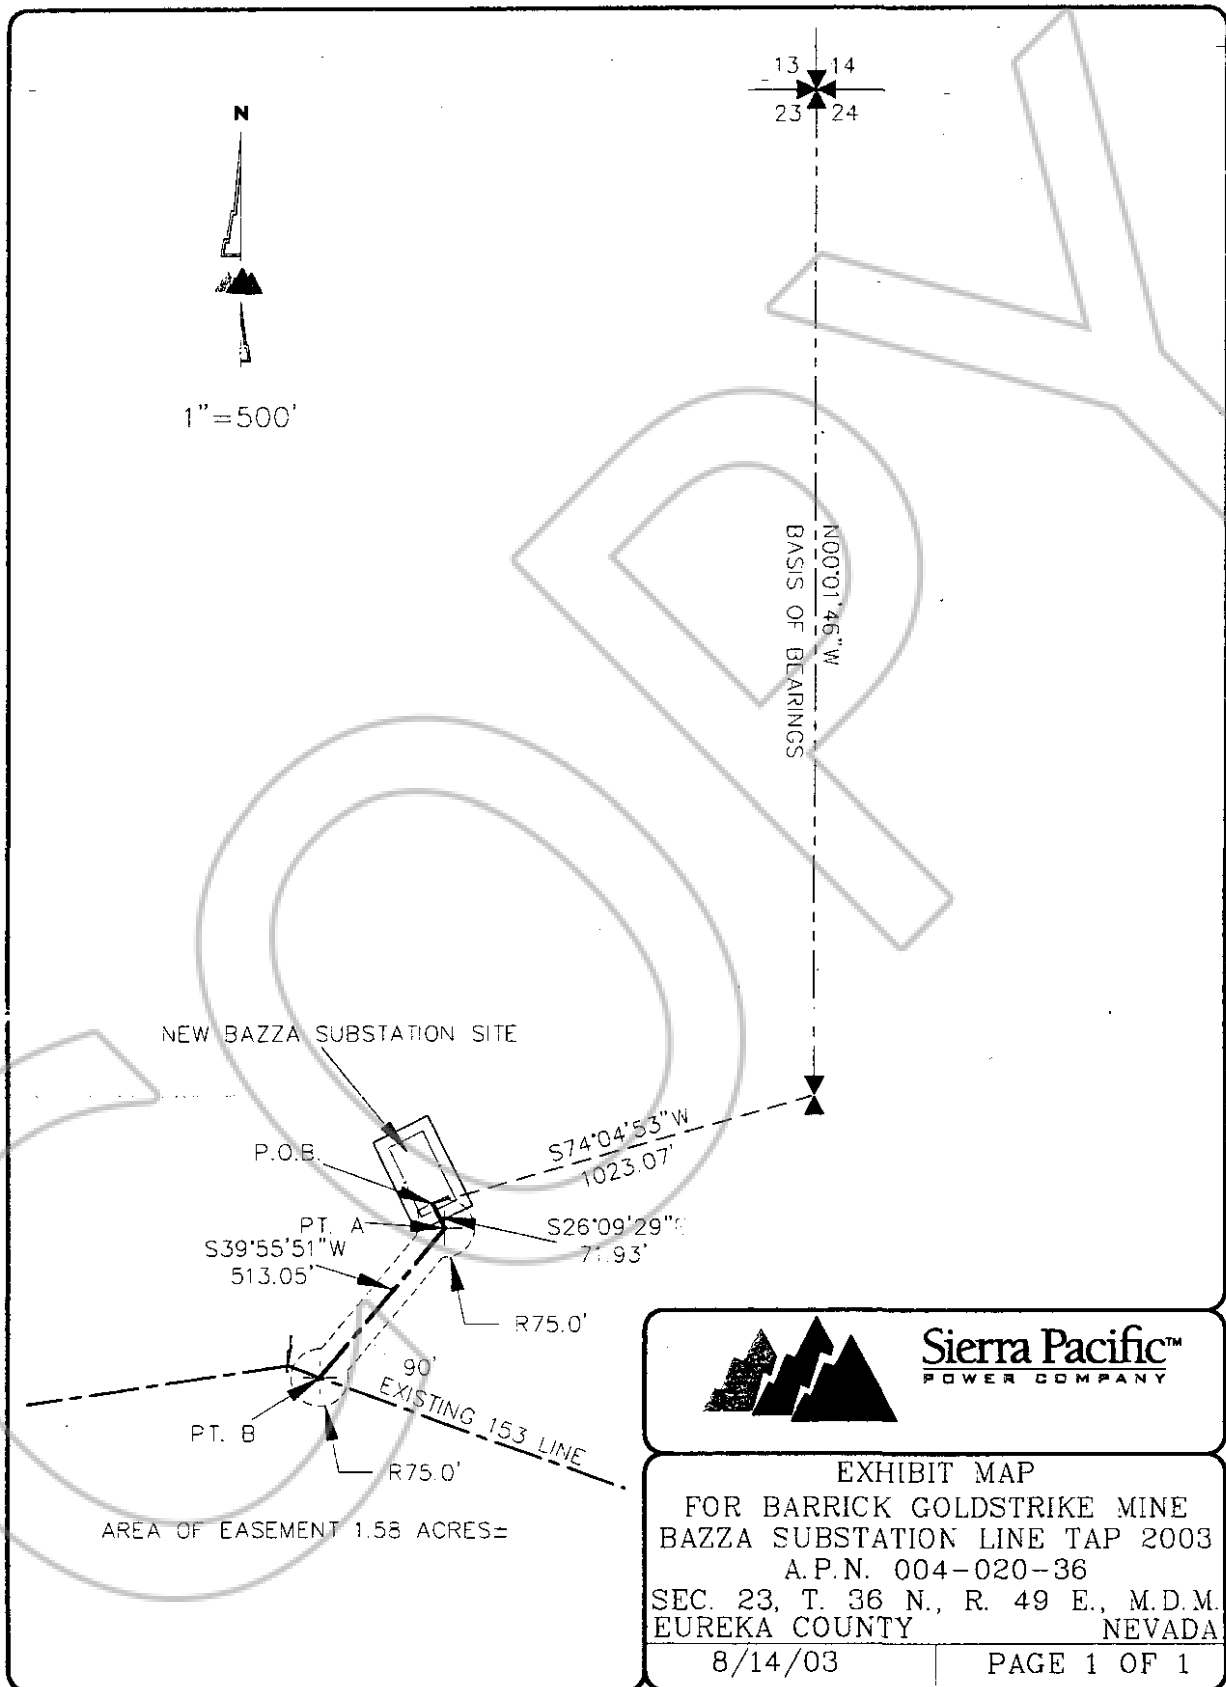 13 14
23 24
N
1"=500'
N00°01'46"W
BASIS OF BEARINGS
NEW BAZZA SUBSTATION SITE
P.O.B.
S74°04'53"W
1023.07'
PT. A
S26°09'29"
71.93'
S39°55'51"W
513.05'
R75.0'
90'
EXISTING 153 LINE
PT. B
R75.0'
AREA OF EASEMENT 1.58 ACRES±
COPY
Sierra Pacific™
POWER COMPANY
EXHIBIT MAP
FOR BARRICK GOLDSTRIKE MINE
BAZZA SUBSTATION LINE TAP 2003
A.P.N. 004-020-36
SEC. 23, T. 36 N., R. 49 E., M.D.M.
EUREKA COUNTY NEVADA
8/14/03 PAGE 1 OF 1